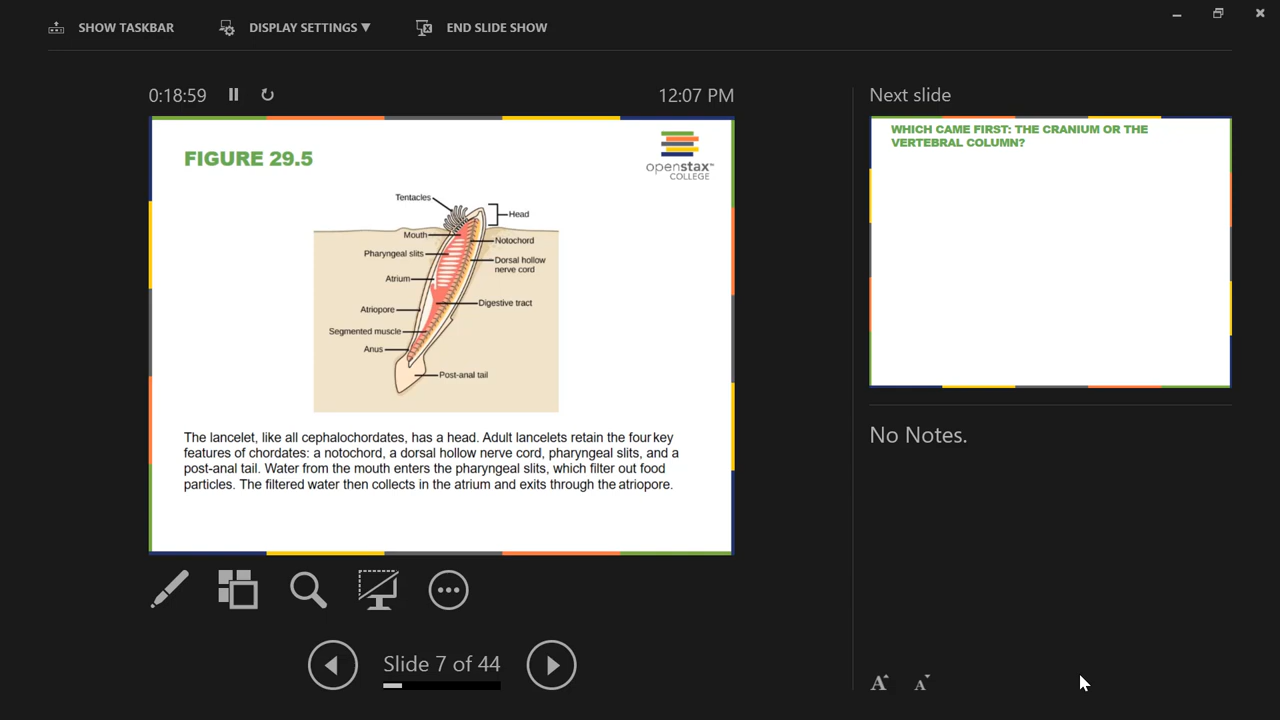 SHOW TASKBAR
DISPLAY SETTINGS ▼
END SLIDE SHOW
0:18:59
12:07 PM
FIGURE 29.5
openstax™
COLLEGE
Tentacles
Head
Mouth
Notochord
Pharyngeal slits
Dorsal hollow
nerve cord
Atrium
Digestive tract
Atriopore
Segmented muscle
Anus
Post-anal tail
The lancelet, like all cephalochordates, has a head. Adult lancelets retain the four key
features of chordates: a notochord, a dorsal hollow nerve cord, pharyngeal slits, and a
post-anal tail. Water from the mouth enters the pharyngeal slits, which filter out food
particles. The filtered water then collects in the atrium and exits through the atriopore.
Slide 7 of 44
Next slide
WHICH CAME FIRST: THE CRANIUM OR THE
VERTEBRAL COLUMN?
No Notes.
A A